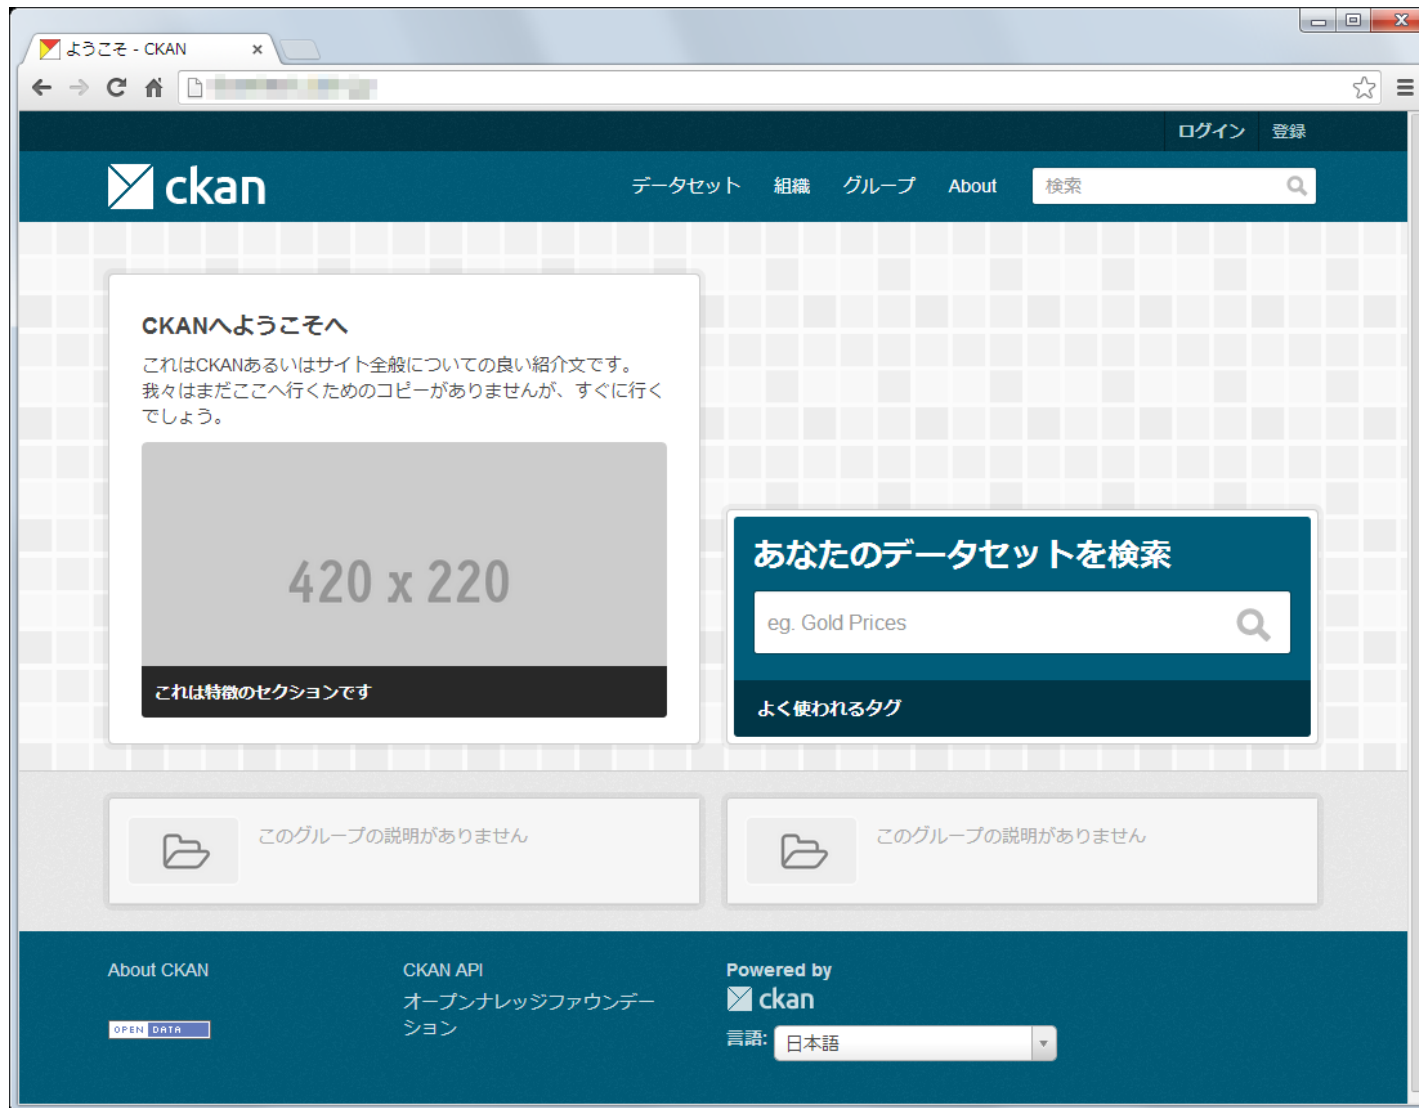 ようこそ - CKAN
ログイン 登録
ckan
データセット 組織 グループ About 検索
CKANへようこそへ
これはCKANあるいはサイト全般についての良い紹介文です。
我々はまだここへ行くためのコピーがありませんが、すぐに行く
でしょう。
420 x 220
これは特徴のセクションです
あなたのデータセットを検索
eg. Gold Prices
よく使われるタグ
このグループの説明がありません
このグループの説明がありません
About CKAN
OPEN DATA
CKAN API
オープンナレッジファウンデー
ション
Powered by
ckan
言語: 日本語